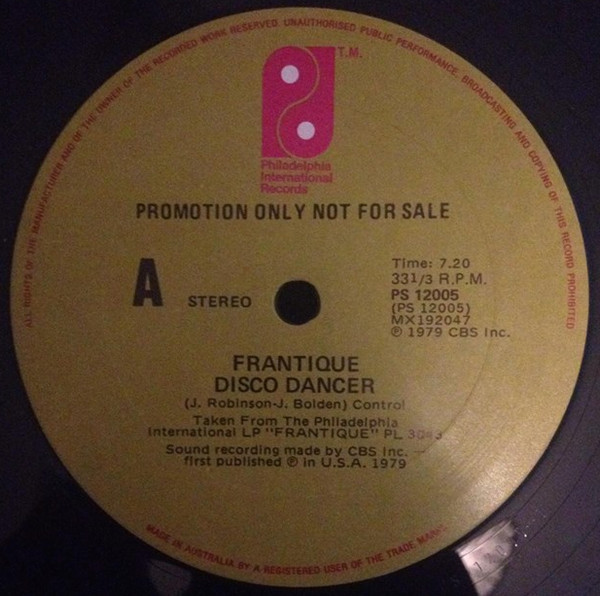 ALL RIGHTS OF THE MANUFACTURER AND OF THE OWNER OF THE RECORDED WORK RESERVED. UNAUTHORISED PUBLIC PERFORMANCE, BROADCASTING AND COPYING OF THIS RECORD PROHIBITED
T.M.
Philadelphia
International
Records
PROMOTION ONLY NOT FOR SALE
A
STEREO
Time: 7.20
33 1/3 R.P.M.
PS 12005
(PS 12005)
MX192047
℗ 1979 CBS Inc.
FRANTIQUE
DISCO DANCER
(J. Robinson-J. Bolden) Control
Taken From The Philadelphia
International LP "FRANTIQUE" PL
Sound recording made by CBS Inc. –
first published ℗ in U.S.A. 1979
MADE IN AUSTRALIA BY A REGISTERED USER OF THE TRADE MARK